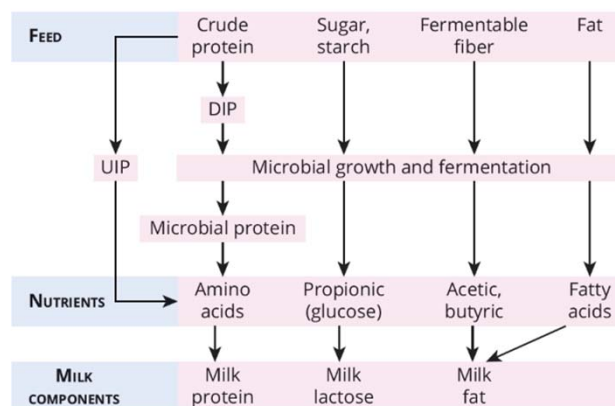 FEED
Crude protein
Sugar, starch
Fermentable fiber
Fat
DIP
UIP
Microbial growth and fermentation
Microbial protein
NUTRIENTS
Amino acids
Propionic (glucose)
Acetic, butyric
Fatty acids
MILK COMPONENTS
Milk protein
Milk lactose
Milk fat